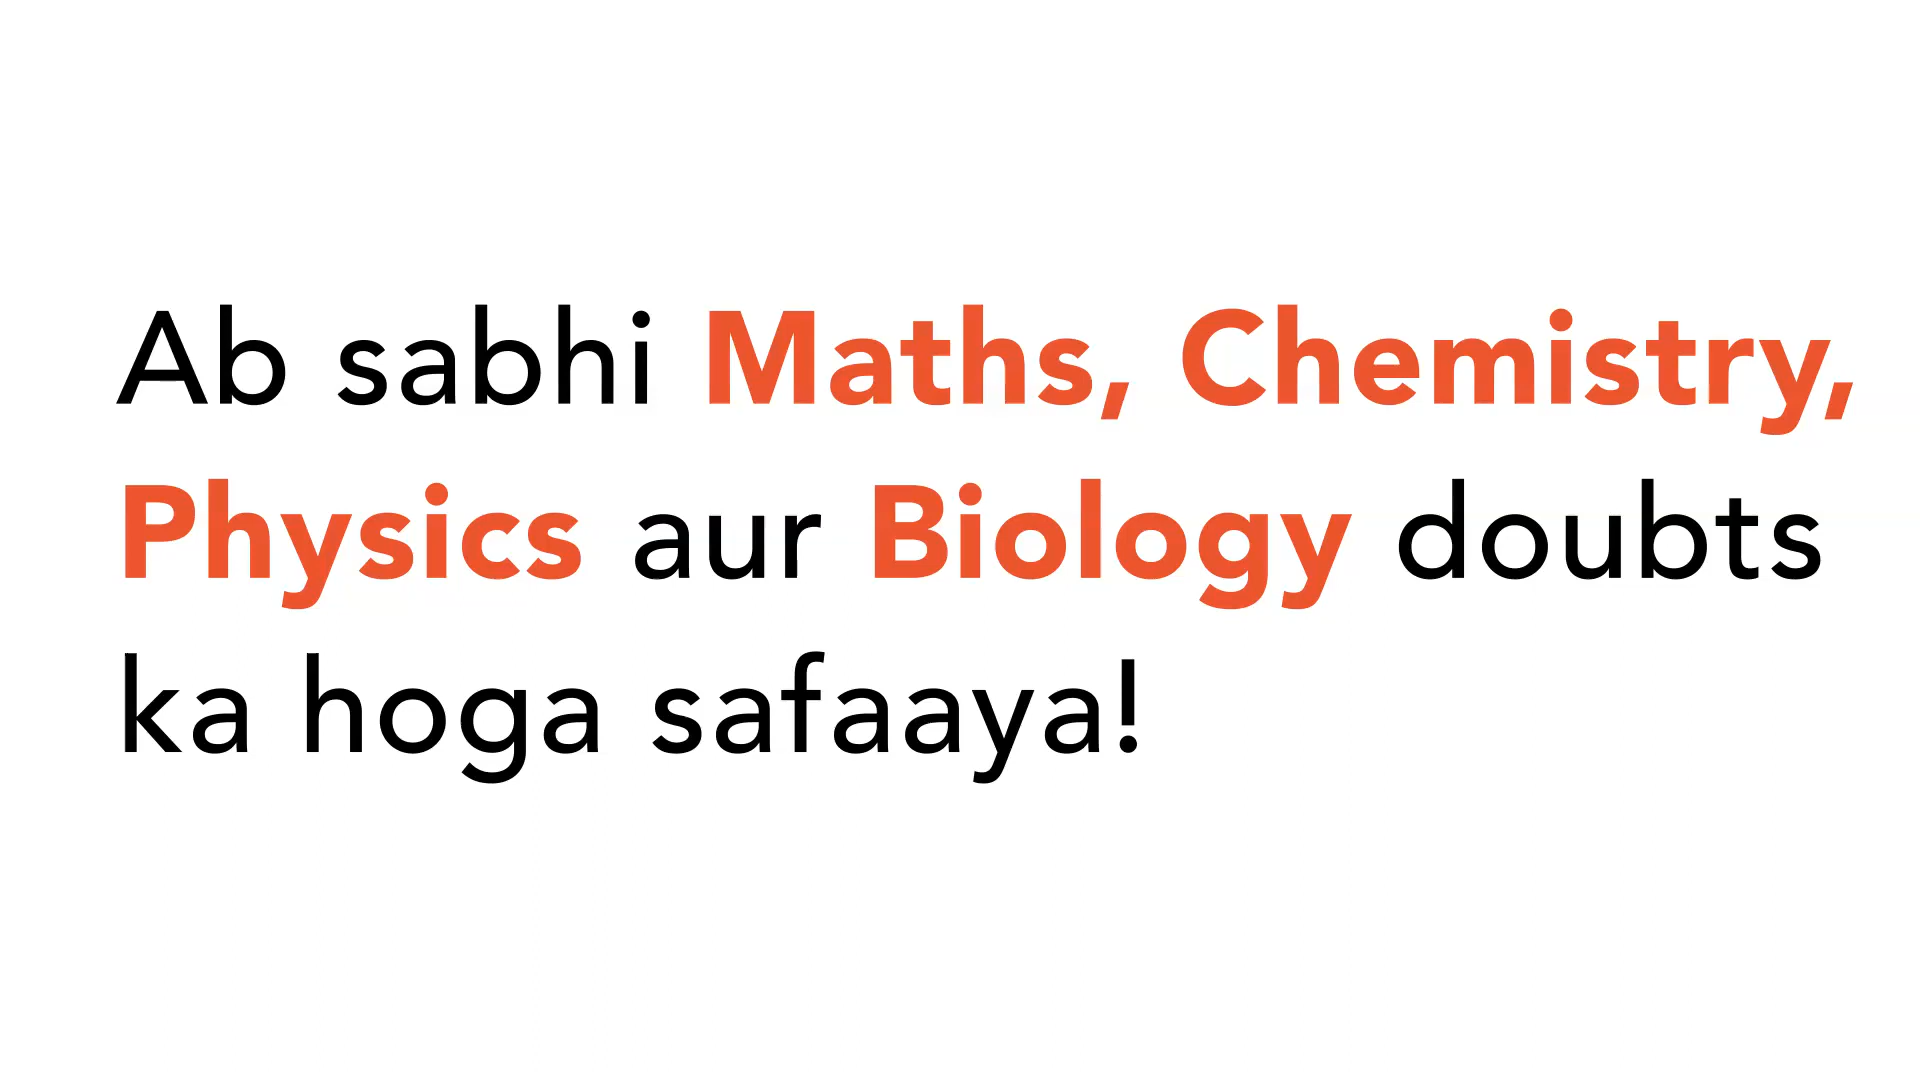 Ab sabhi Maths, Chemistry,
Physics aur Biology doubts
ka hoga safaaya!